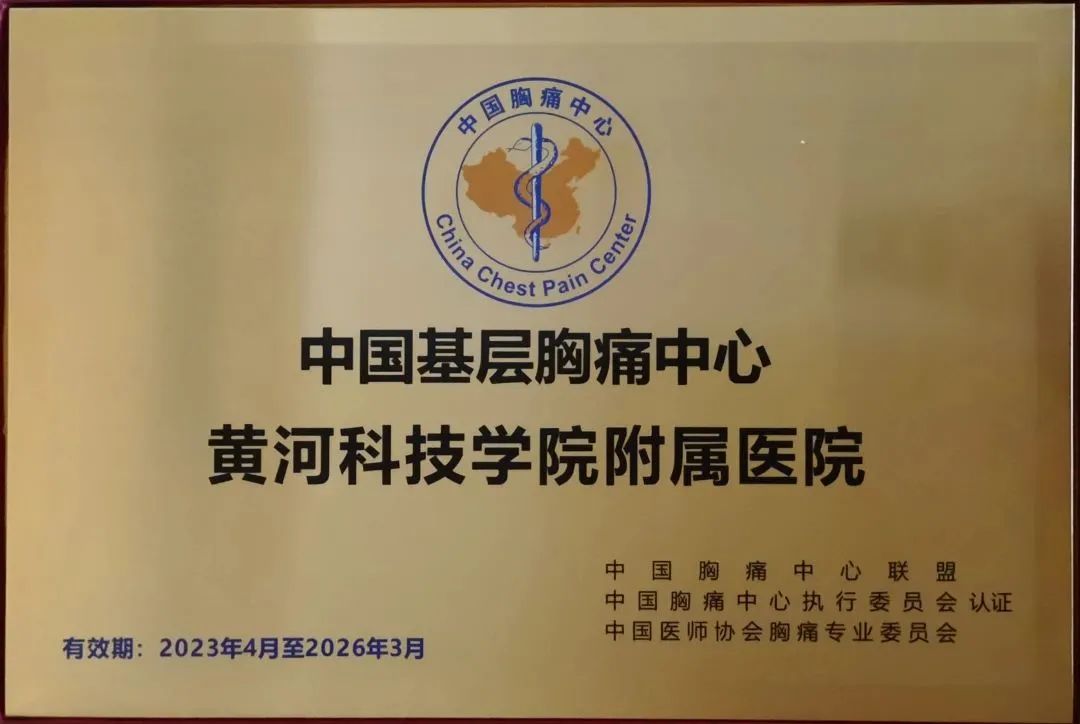 中国胸痛中心
China Chest Pain Center
中国基层胸痛中心
黄河科技学院附属医院
中国胸痛中心联盟
中国胸痛中心执行委员会 认证
中国医师协会胸痛专业委员会
有效期：2023年4月至2026年3月